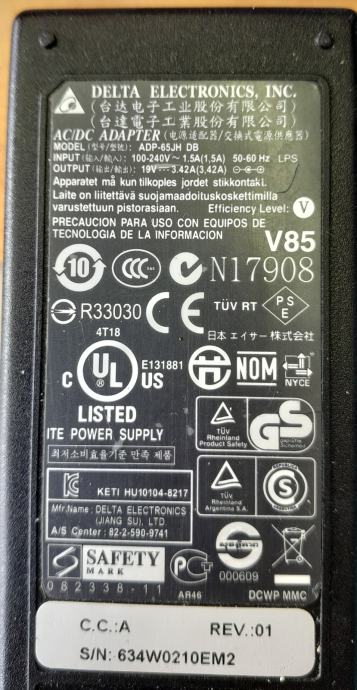 DELTA ELECTRONICS, INC.
(台达电子工业股份有限公司)
(台達電子工業股份有限公司)
AC/DC ADAPTER (电源适配器/交換式電源供應器)
MODEL (型号/型號): ADP-65JH DB
INPUT (输入/輸入): 100-240V~ 1.5A(1,5A) 50-60 Hz LPS
OUTPUT (输出/輸出): 19V⎓3.42A(3,42A)
Apparatet må kun tilkoples jordet stikkontakt.
Laite on liitettävä suojamaadoituskoskettimilla
varustettuun pistorasiaan. Efficiency Level: V
PRECAUCION PARA USO CON EQUIPOS DE
TECNOLOGIA DE LA INFORMACION
V85
10 CCC S&E N17908
R33030 CE TÜV RT PSE
4T18 日本エイサー株式会社
C UL US ® E131881
LISTED
NOM NYCE
ITE POWER SUPPLY
TÜV
Rheinland
Product Safety
GS
geprüfte
Sicherheit
최저소비효율기준 만족 제품
KETI HU10104-8217
Mfr.Name : DELTA ELECTRONICS
(JIANG SU), LTD
A/S Center : 82-2-590-9741
TÜV
Rheinland
Argentina S.A.
S
S SAFETY
MARK
082338-11
PCT
AR46
000609
DCWP MMC
C.C.:A REV.:01
S/N: 634W0210EM2